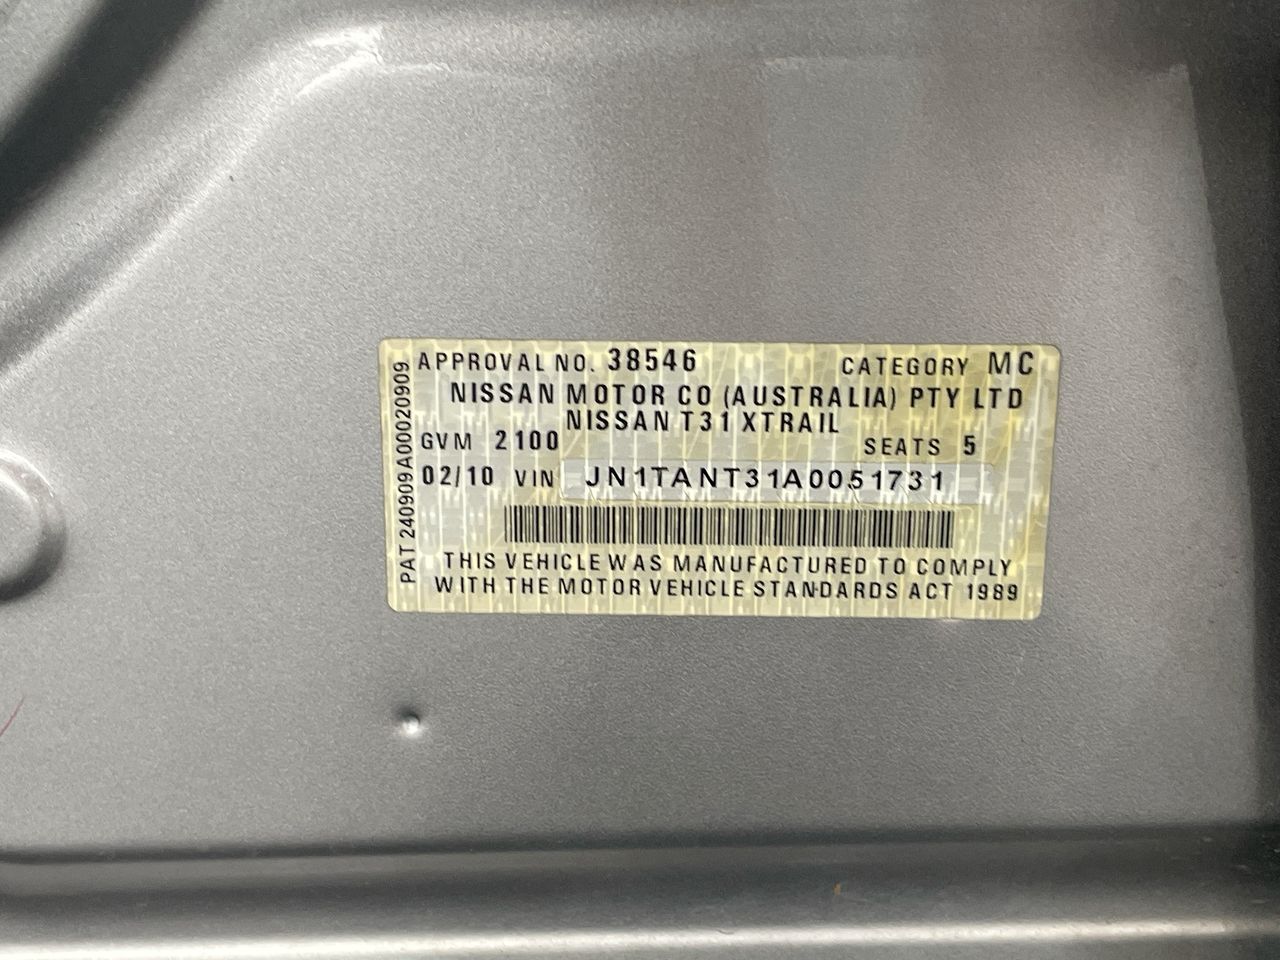 APPROVAL NO. 38546 CATEGORY MC
NISSAN MOTOR CO (AUSTRALIA) PTY LTD
NISSAN T31 XTRAIL
GVM 2100 SEATS 5
02/10 VIN JN1TANT31A0051731
THIS VEHICLE WAS MANUFACTURED TO COMPLY
WITH THE MOTOR VEHICLE STANDARDS ACT 1989
PAT 240909A00020909